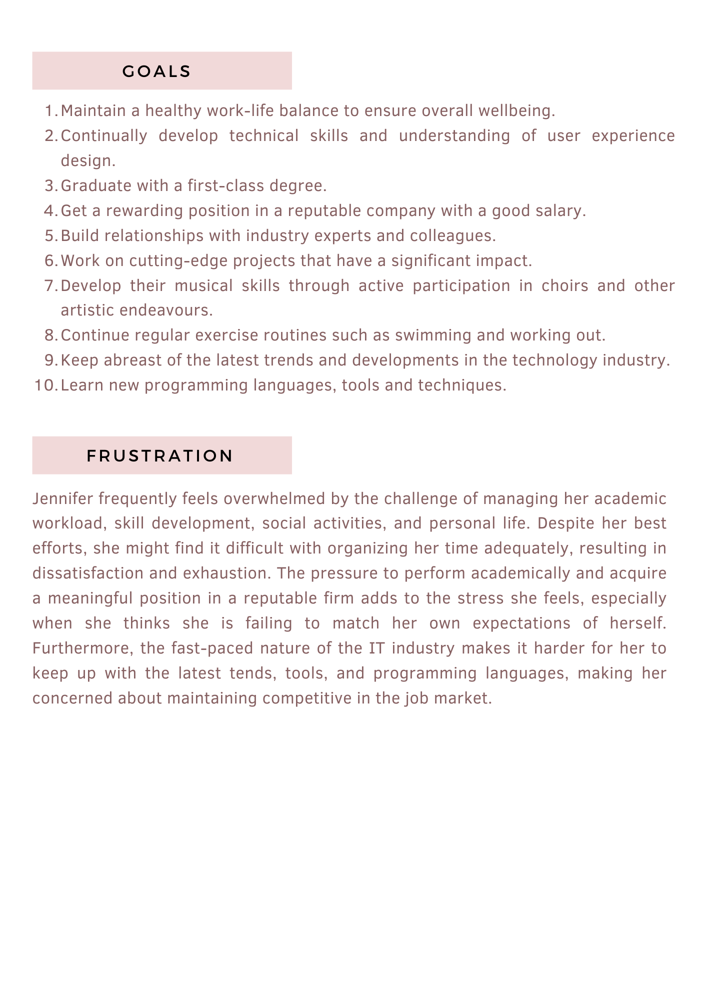 GOALS
1. Maintain a healthy work-life balance to ensure overall wellbeing.
2. Continually develop technical skills and understanding of user experience
design.
3. Graduate with a first-class degree.
4. Get a rewarding position in a reputable company with a good salary.
5. Build relationships with industry experts and colleagues.
6. Work on cutting-edge projects that have a significant impact.
7. Develop their musical skills through active participation in choirs and other
artistic endeavours.
8. Continue regular exercise routines such as swimming and working out.
9. Keep abreast of the latest trends and developments in the technology industry.
10. Learn new programming languages, tools and techniques.
FRUSTRATION
Jennifer frequently feels overwhelmed by the challenge of managing her academic
workload, skill development, social activities, and personal life. Despite her best
efforts, she might find it difficult with organizing her time adequately, resulting in
dissatisfaction and exhaustion. The pressure to perform academically and acquire
a meaningful position in a reputable firm adds to the stress she feels, especially
when she thinks she is failing to match her own expectations of herself.
Furthermore, the fast-paced nature of the IT industry makes it harder for her to
keep up with the latest tends, tools, and programming languages, making her
concerned about maintaining competitive in the job market.